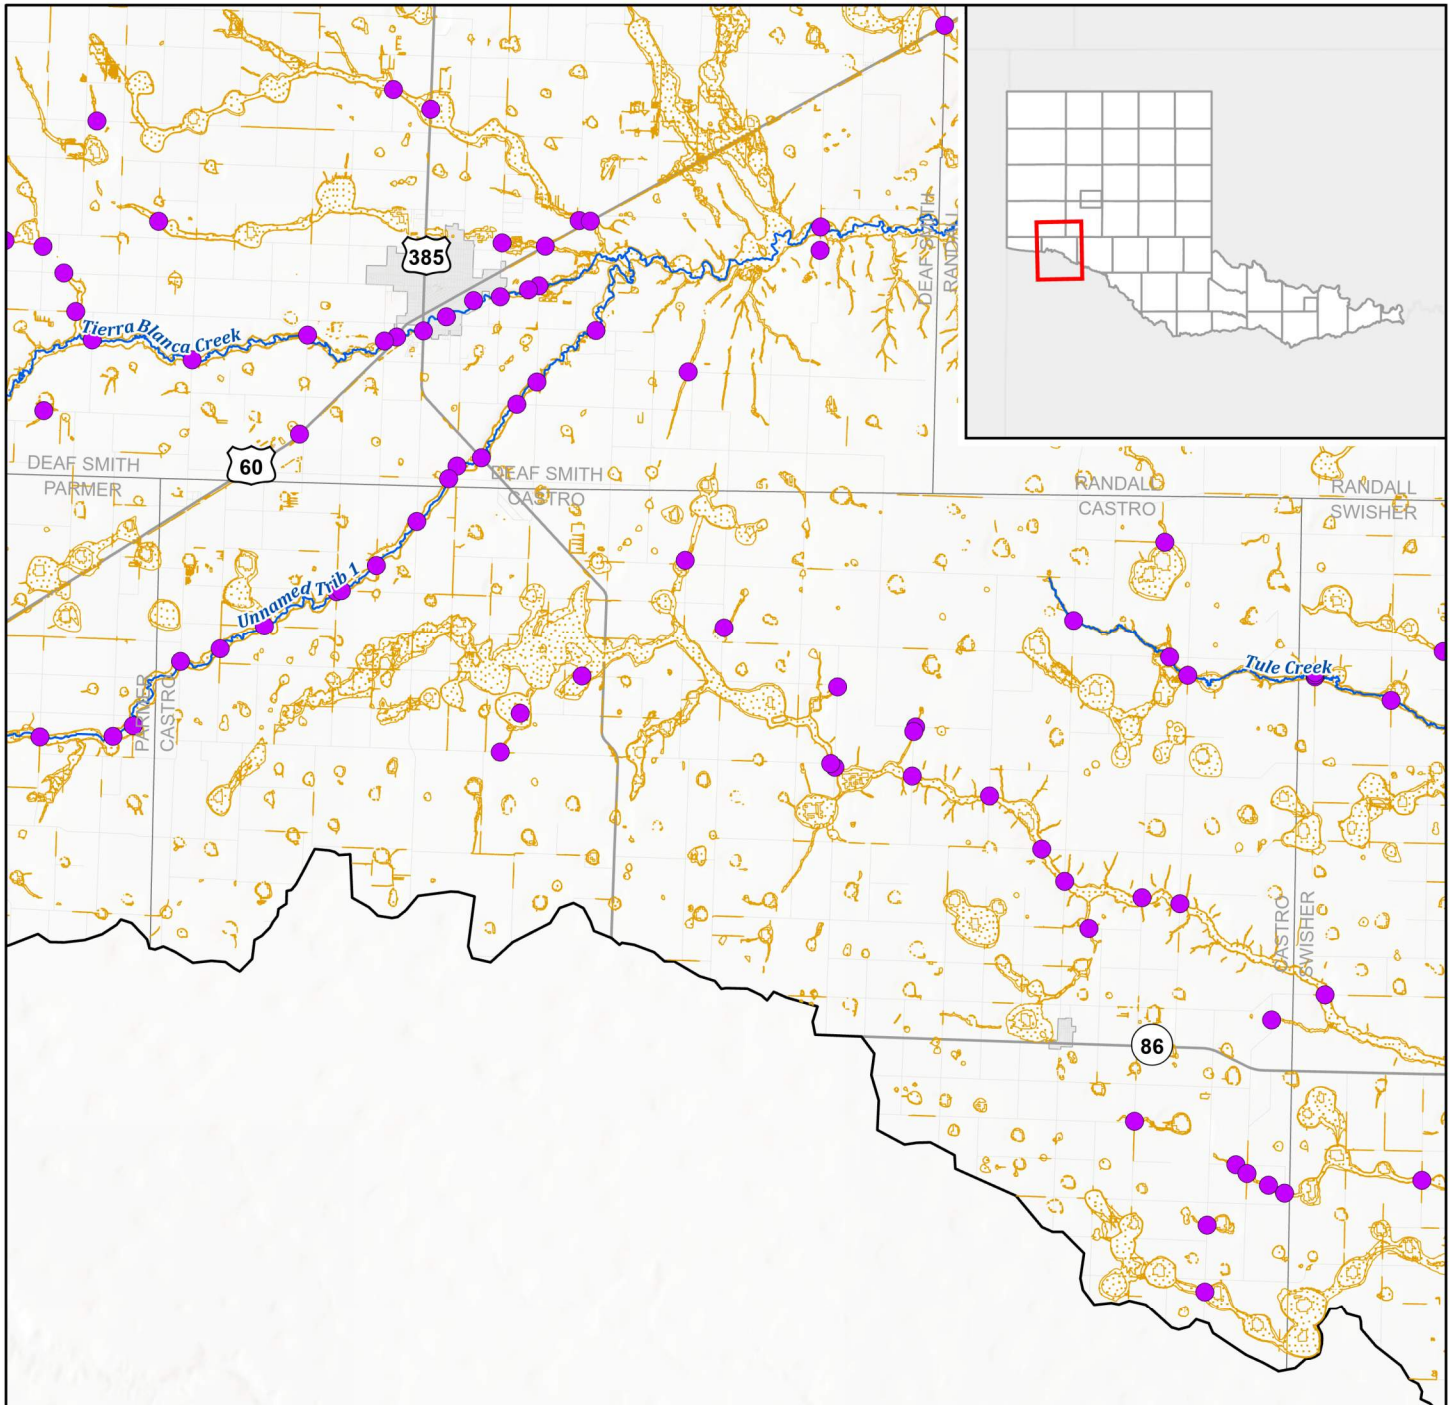 DEAF SMITH
RANDALL
385
Tierra Blanca Creek
60
DEAF SMITH
PARMER
DEAF SMITH
CASTRO
RANDALL
CASTRO
RANDALL
SWISHER
Unnamed Trib 1
Tule Creek
PARMER
CASTRO
CASTRO
SWISHER
86